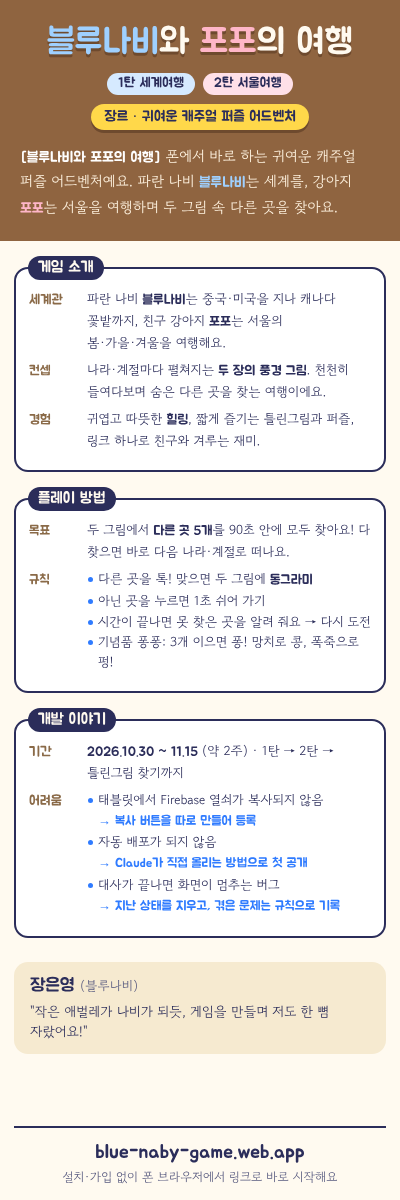 블루나비와 포포의 여행
1탄 세계여행 2탄 서울여행
장르 · 귀여운 캐주얼 퍼즐 어드벤처
[블루나비와 포포의 여행] 폰에서 바로 하는 귀여운 캐주얼
퍼즐 어드벤처예요. 파란 나비 블루나비는 세계를, 강아지
포포는 서울을 여행하며 두 그림 속 다른 곳을 찾아요.
게임 소개
세계관 파란 나비 블루나비는 중국·미국을 지나 캐나다
꽃밭까지, 친구 강아지 포포는 서울의
봄·가을·겨울을 여행해요.
컨셉 나라·계절마다 펼쳐지는 두 장의 풍경 그림. 천천히
들여다보며 숨은 다른 곳을 찾는 여행이에요.
경험 귀엽고 따뜻한 힐링, 짧게 즐기는 틀린그림과 퍼즐,
링크 하나로 친구와 겨루는 재미.
플레이 방법
목표 두 그림에서 다른 곳 5개를 90초 안에 모두 찾아요! 다
찾으면 바로 다음 나라·계절로 떠나요.
규칙 • 다른 곳을 톡! 맞으면 두 그림에 동그라미
• 아닌 곳을 누르면 1초 쉬어 가기
• 시간이 끝나면 못 찾은 곳을 알려 줘요 → 다시 도전
• 기념품 퐁퐁: 3개 이으면 퐁! 망치로 콩, 폭죽으로
펑!
개발 이야기
기간 2026.10.30 ~ 11.15 (약 2주) · 1탄 → 2탄 →
틀린그림 찾기까지
어려움 • 태블릿에서 Firebase 열쇠가 복사되지 않음
→ 복사 버튼을 따로 만들어 등록
• 자동 배포가 되지 않음
→ Claude가 직접 올리는 방법으로 첫 공개
• 대사가 끝나면 화면이 멈추는 버그
→ 지난 상태를 지우고, 겪은 문제는 규칙으로 기록
장은영 (블루나비)
"작은 애벌레가 나비가 되듯, 게임을 만들며 저도 한 뼘
자랐어요!"
blue-naby-game.web.app
설치·가입 없이 폰 브라우저에서 링크로 바로 시작해요